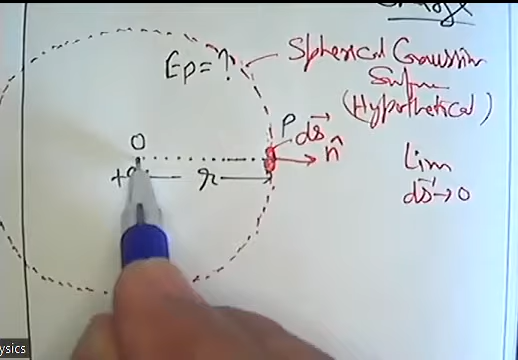 Ep = ?
Spherical Gaussian
Surface
(Hypothetical)
P
ds⃗
n̂
O
r
Lim
ds⃗→0
ysics